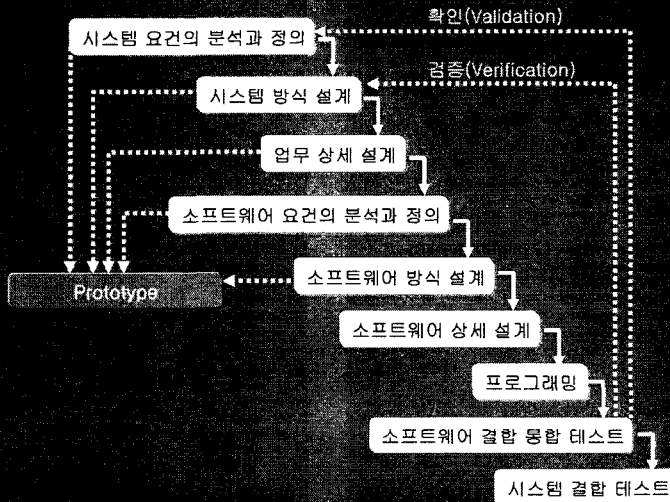 확인(Validation)
시스템 요건의 분석과 정의
검증(Verification)
시스템 방식 설계
업무 상세 설계
소프트웨어 요건의 분석과 정의
소프트웨어 방식 설계
Prototype
소프트웨어 상세 설계
프로그래밍
소프트웨어 결합 통합 테스트
시스템 결합 테스트